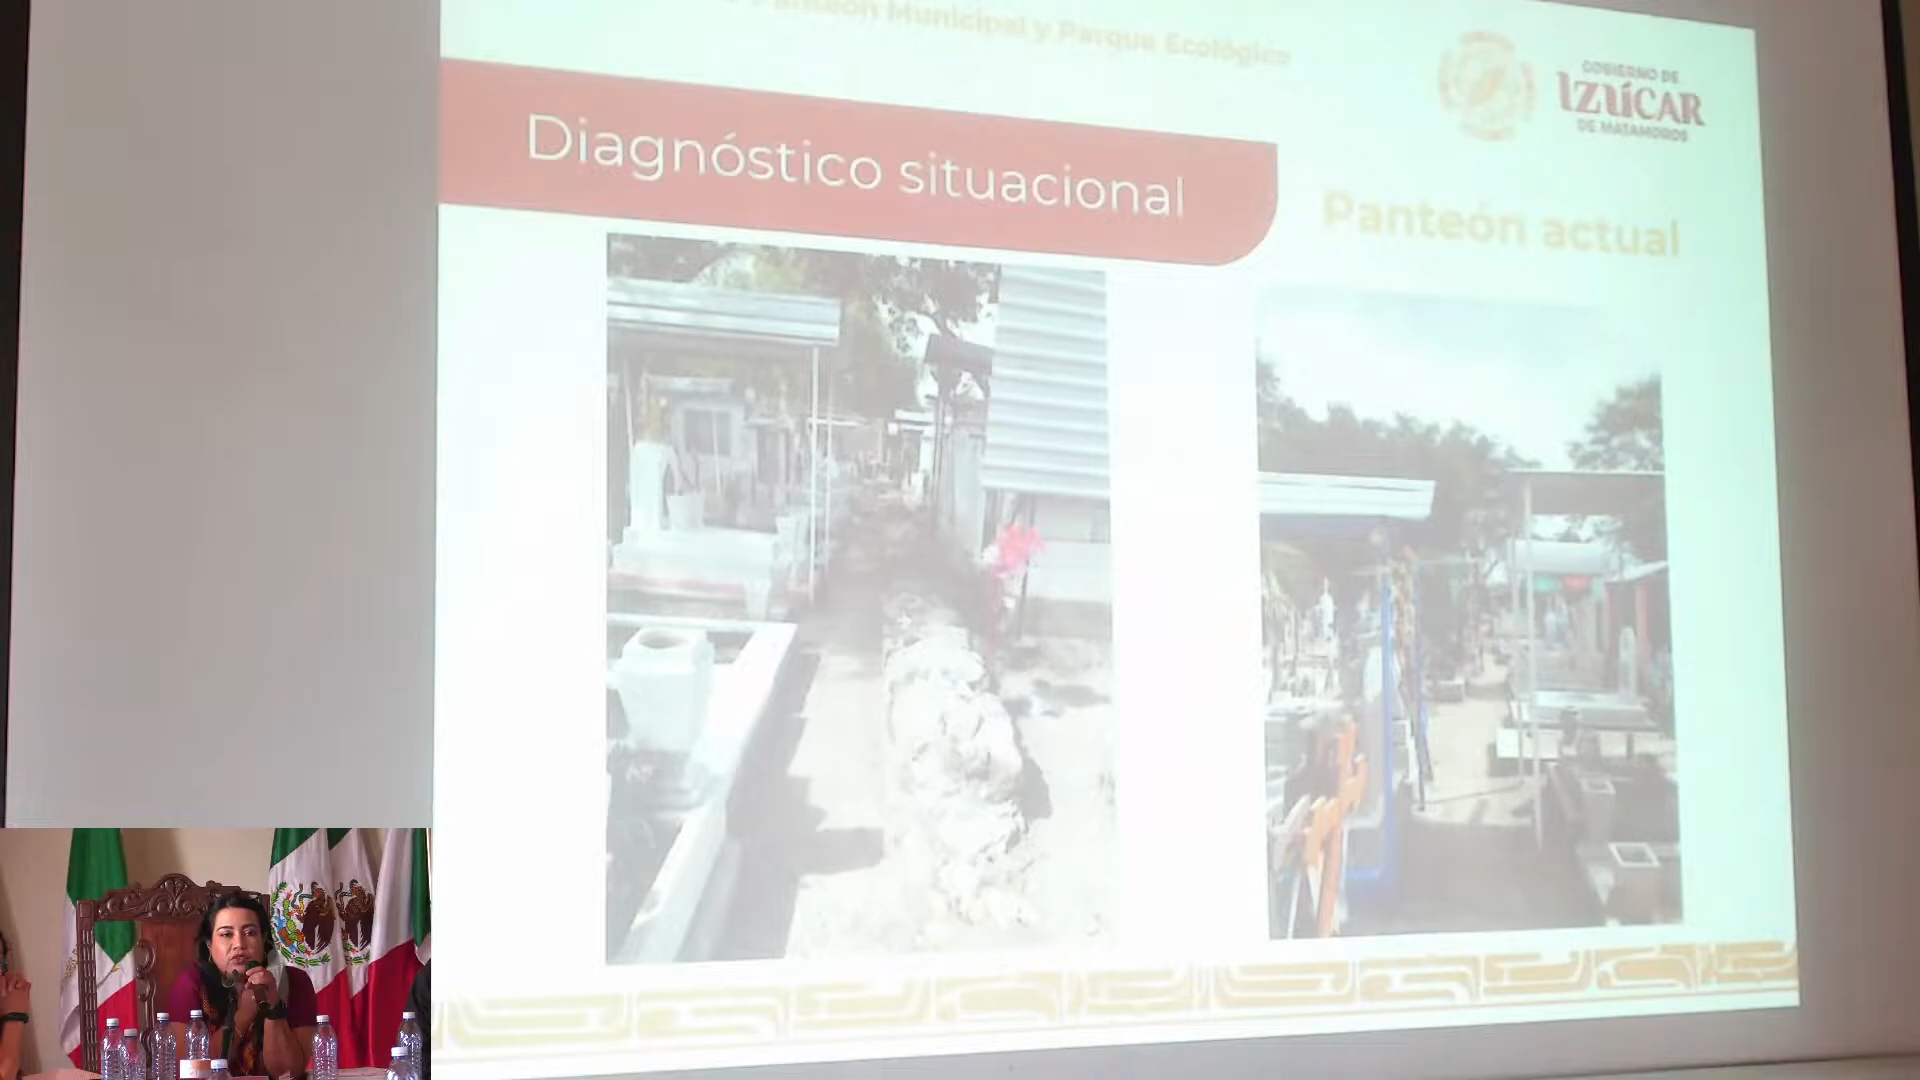 Panteón Municipal y Parque Ecológico
GOBIERNO DE
IZÚCAR
DE MATAMOROS
Diagnóstico situacional
Panteón actual